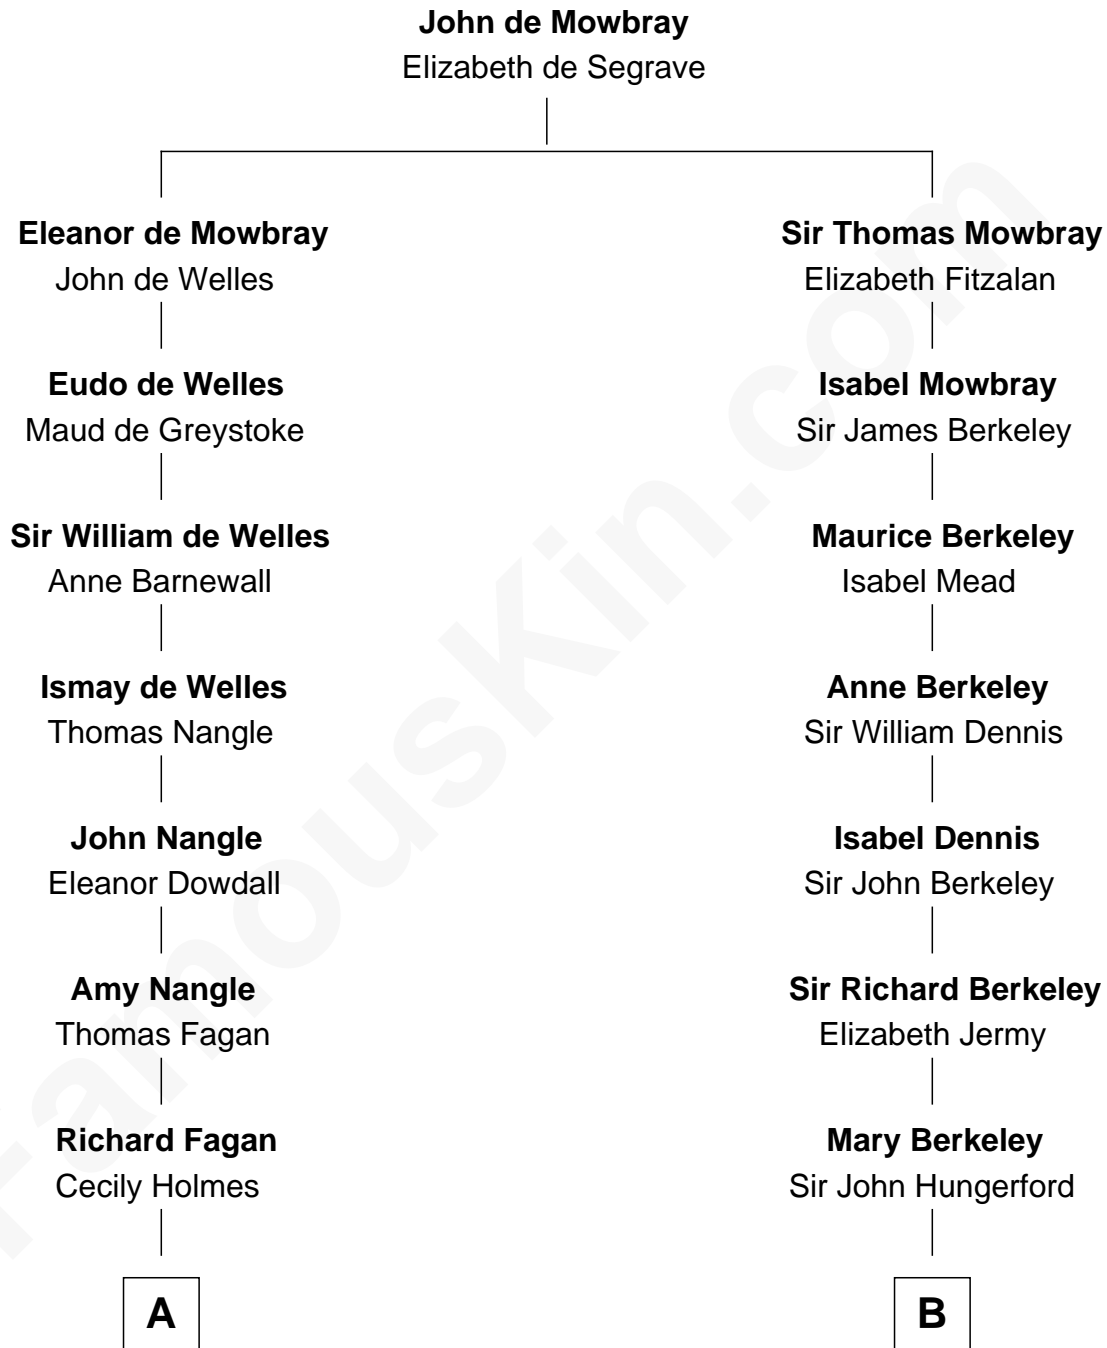 John de Mowbray
Elizabeth de Segrave
Eleanor de Mowbray
John de Welles
Eudo de Welles
Maud de Greystoke
Sir William de Welles
Anne Barnewall
Ismay de Welles
Thomas Nangle
John Nangle
Eleanor Dowdall
Amy Nangle
Thomas Fagan
Richard Fagan
Cecily Holmes
A
Sir Thomas Mowbray
Elizabeth Fitzalan
Isabel Mowbray
Sir James Berkeley
Maurice Berkeley
Isabel Mead
Anne Berkeley
Sir William Dennis
Isabel Dennis
Sir John Berkeley
Sir Richard Berkeley
Elizabeth Jermy
Mary Berkeley
Sir John Hungerford
B
FamousKin.com